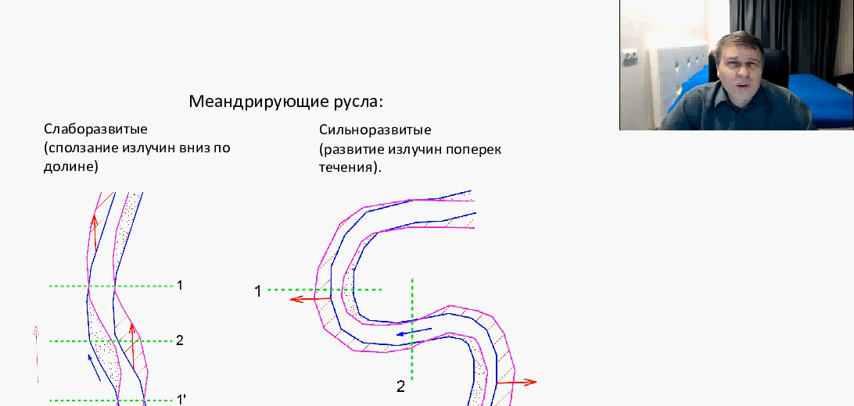 Меандрирующие русла:
Слаборазвитые
(сползание излучин вниз по
долине)
Сильноразвитые
(развитие излучин поперек
течения).
1
2
1'
1
2